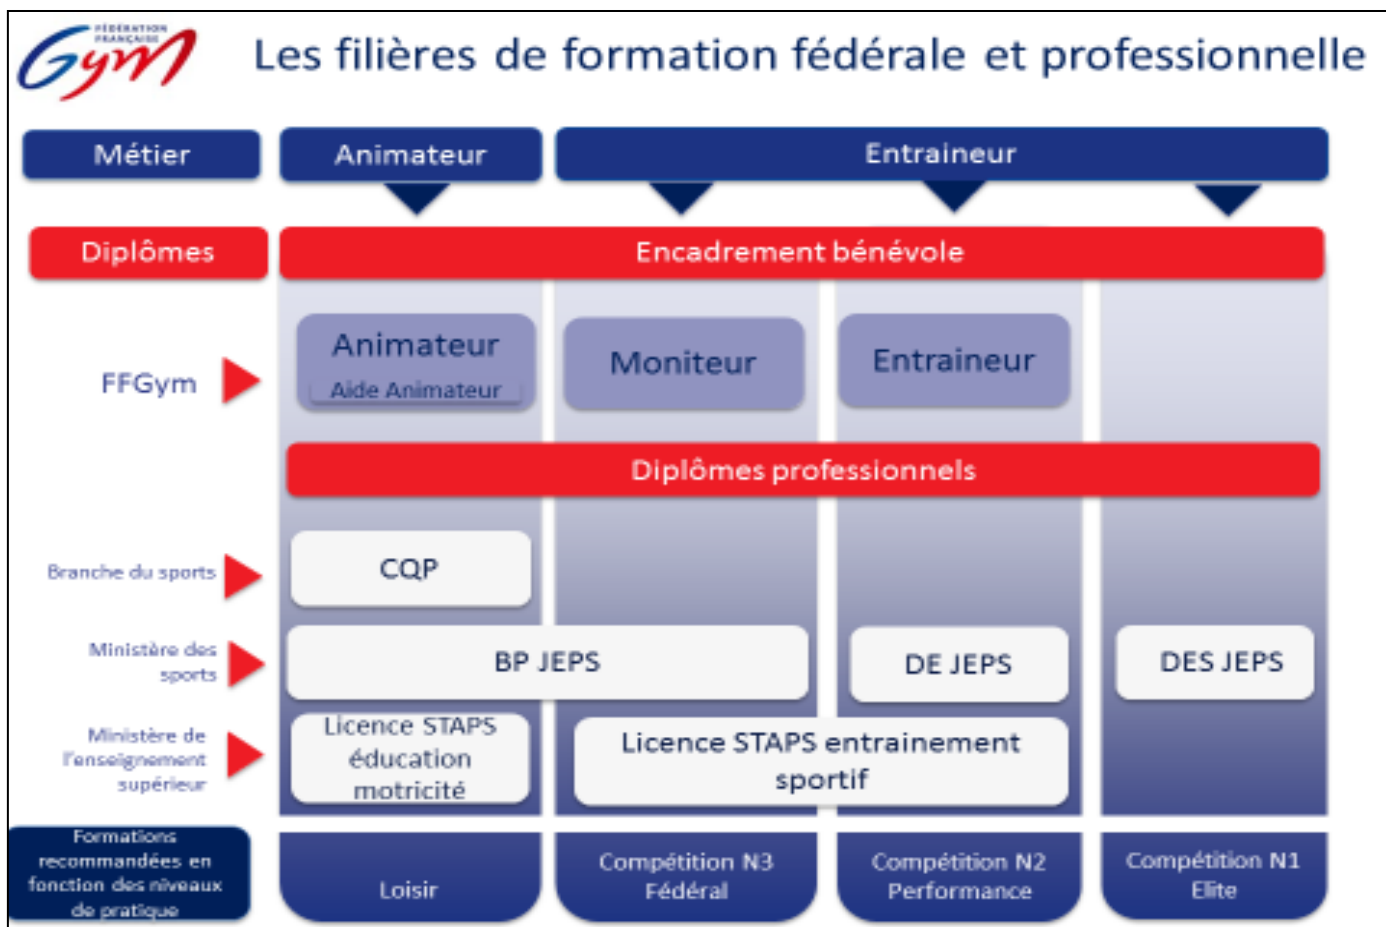 FÉDÉRATION
FRANÇAISE
Gym
Les filières de formation fédérale et professionnelle
Métier
Animateur
Entraineur
Diplômes
Encadrement bénévole
FFGym
Animateur
Aide Animateur
Moniteur
Entraineur
Diplômes professionnels
Branche du sports
CQP
Ministère des
sports
BP JEPS
DE JEPS
DES JEPS
Ministère de
l'enseignement
supérieur
Licence STAPS
éducation
motricité
Licence STAPS entrainement
sportif
Formations
recommandées en
fonction des niveaux
de pratique
Loisir
Compétition N3
Fédéral
Compétition N2
Performance
Compétition N1
Elite